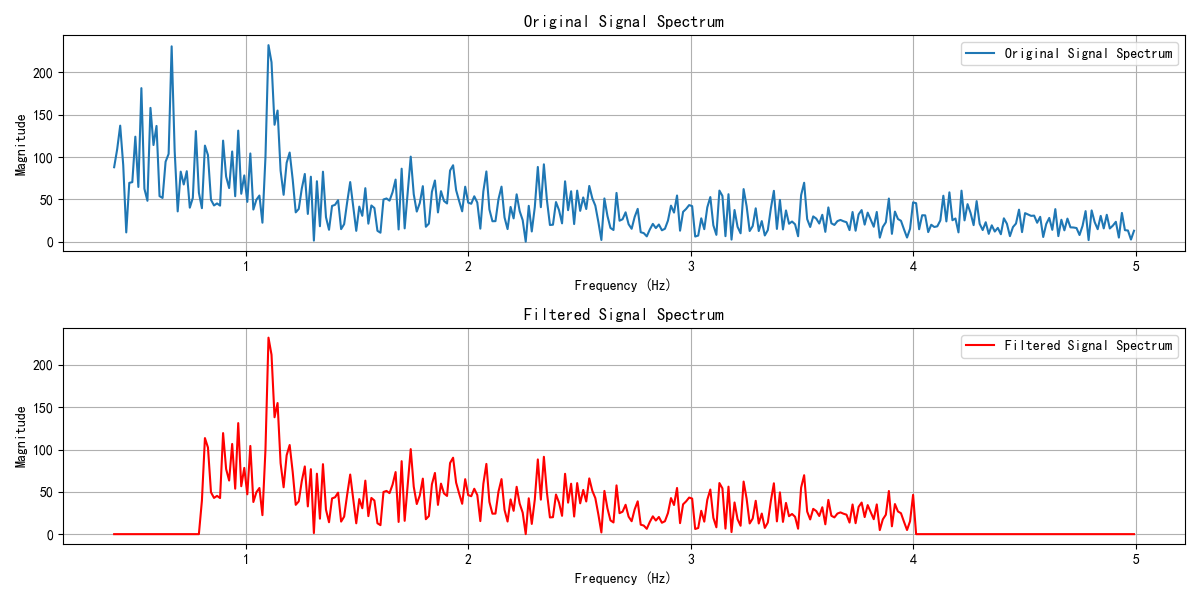 Original Signal Spectrum
Original Signal Spectrum
Magnitude
200
150
100
50
0
1
2
3
4
5
Frequency (Hz)
Filtered Signal Spectrum
Filtered Signal Spectrum
Magnitude
200
150
100
50
0
1
2
3
4
5
Frequency (Hz)